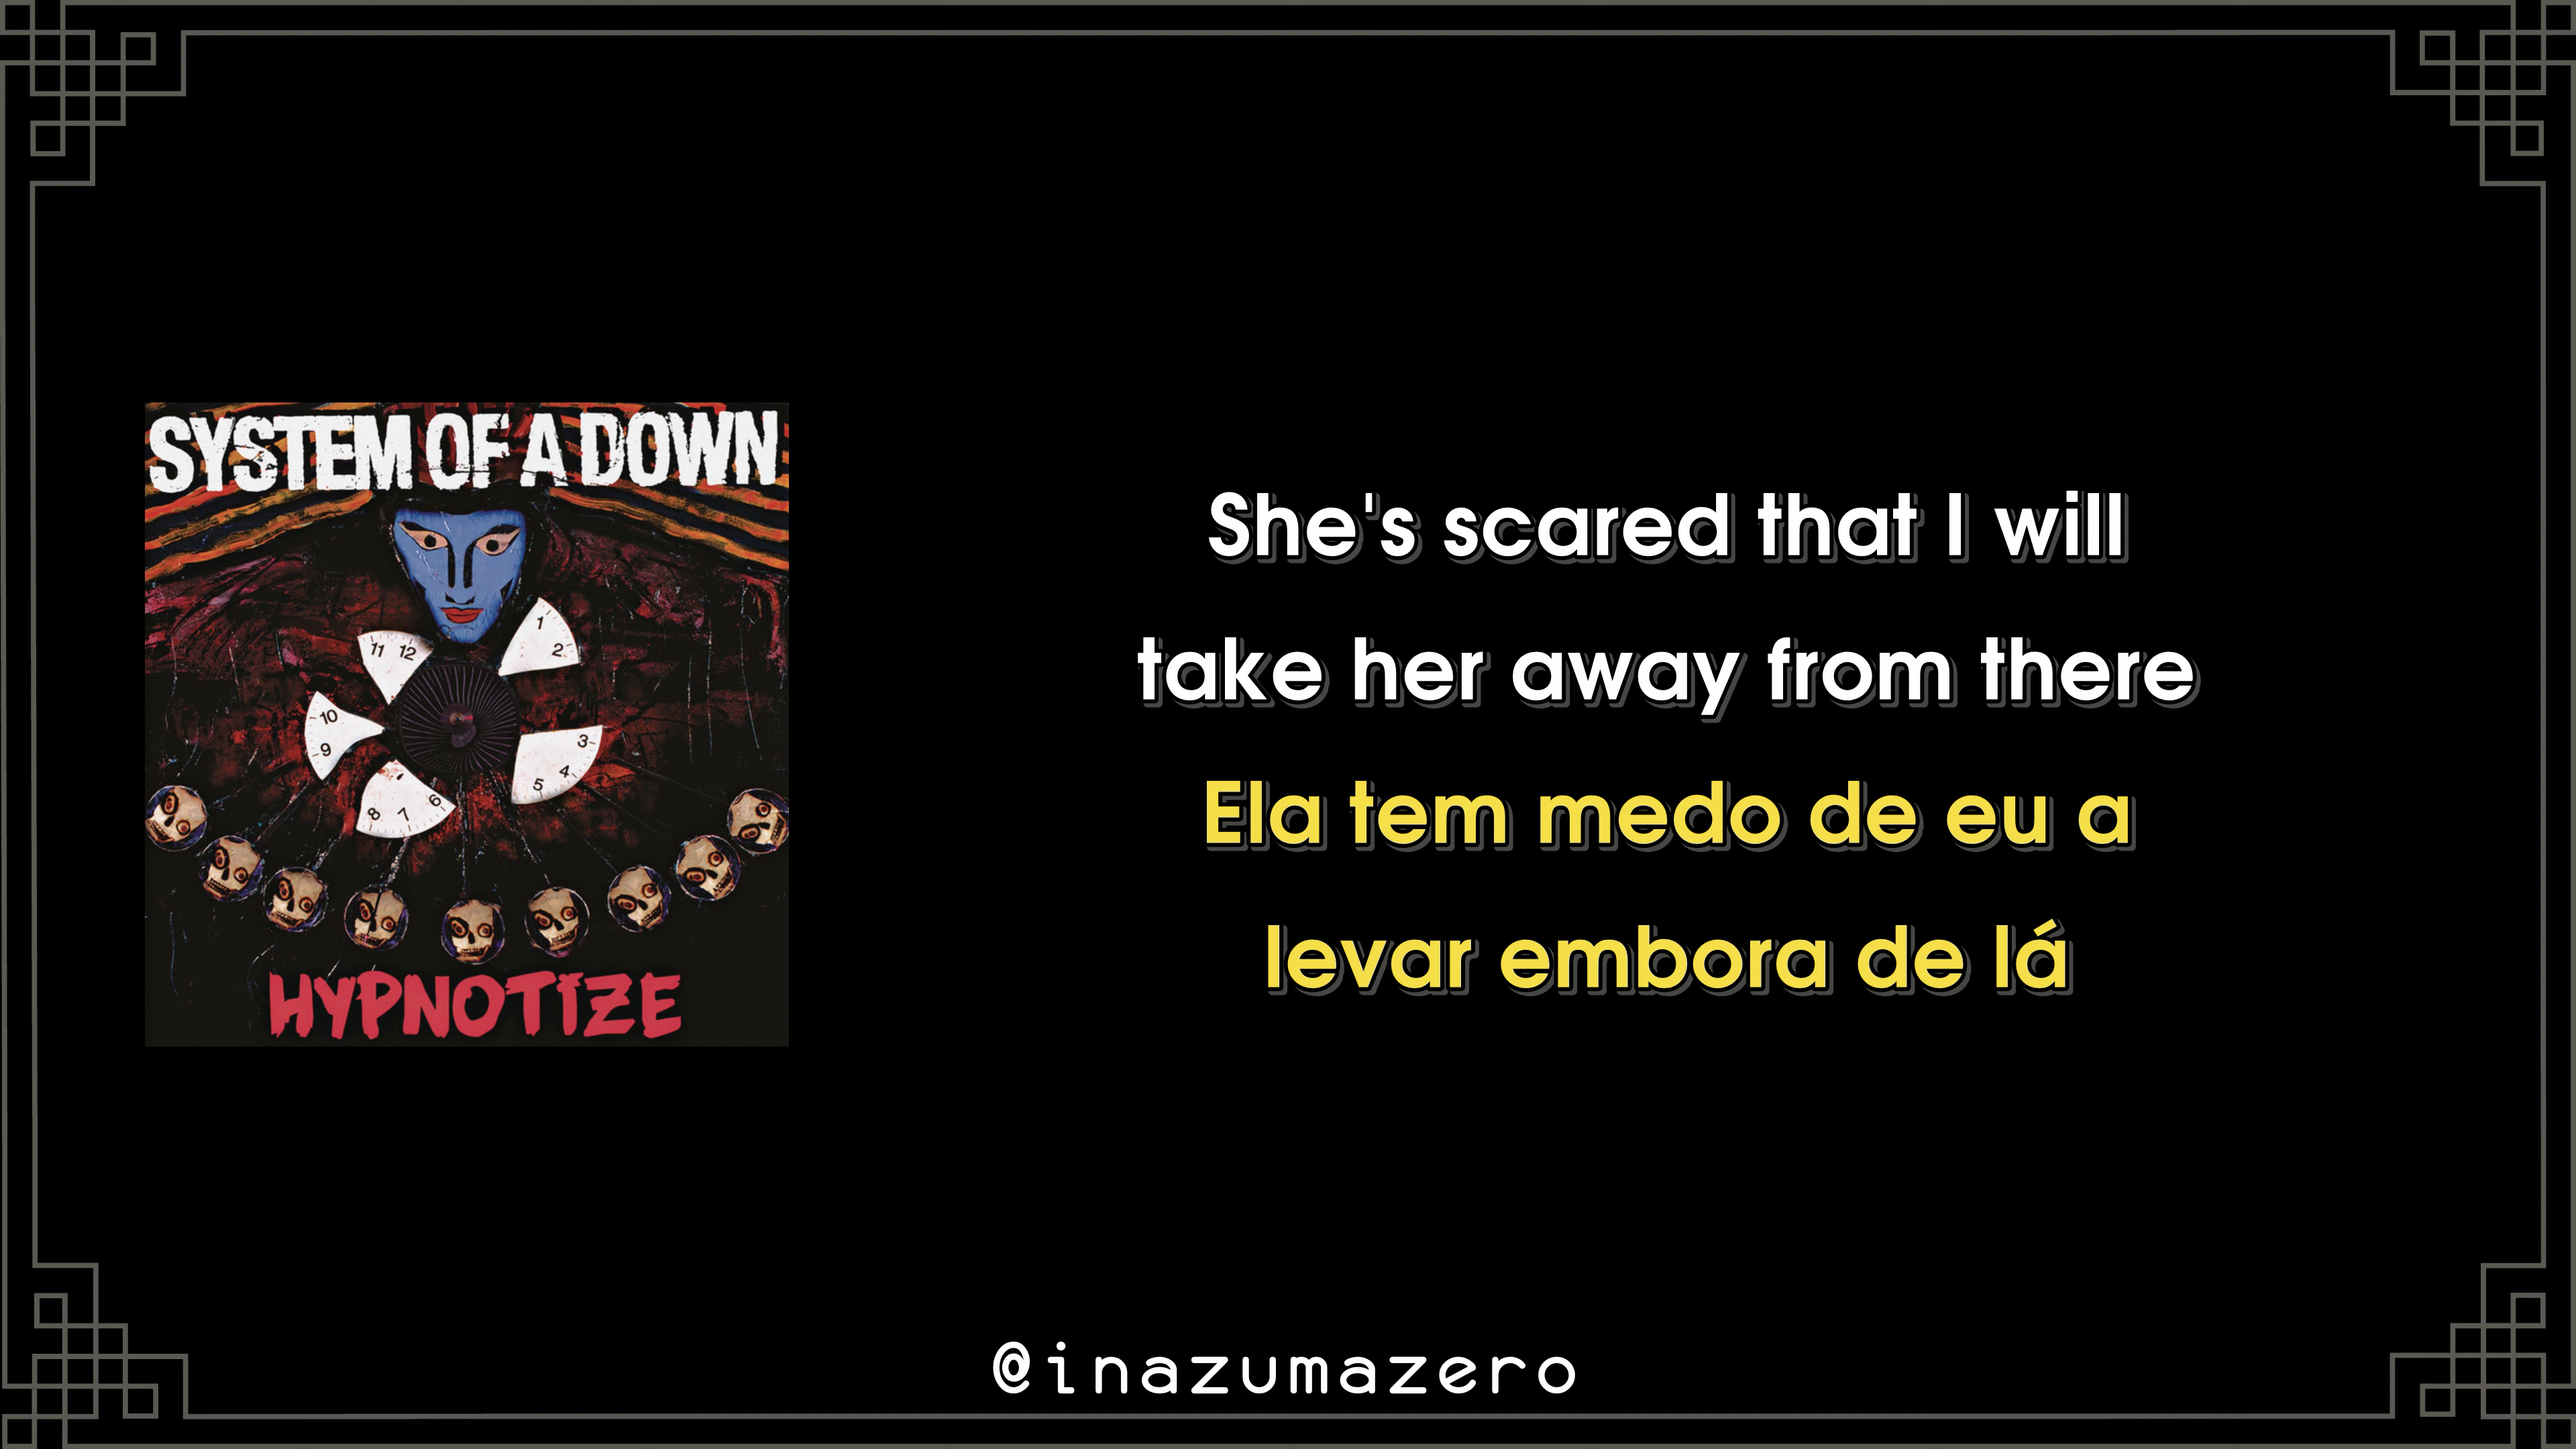 SYSTEM OF A DOWN
11 12 1 2
10 9 3 4 5
8 7 6
HYPNOTIZE
She's scared that I will
take her away from there
Ela tem medo de eu a
levar embora de lá
@inazumazero